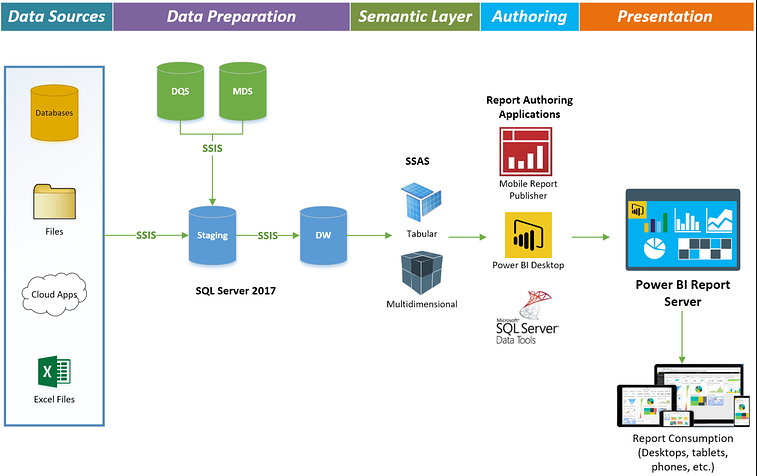 Data Sources
Data Preparation
Semantic Layer
Authoring
Presentation
Databases
Files
Cloud Apps
Excel Files
DQS
MDS
SSIS
SSIS
Staging
SSIS
DW
SQL Server 2017
SSAS
Tabular
Multidimensional
Report Authoring
Applications
Mobile Report
Publisher
Power BI Desktop
Microsoft
SQL Server
Data Tools
Power BI Report
Server
Report Consumption
(Desktops, tablets,
phones, etc.)